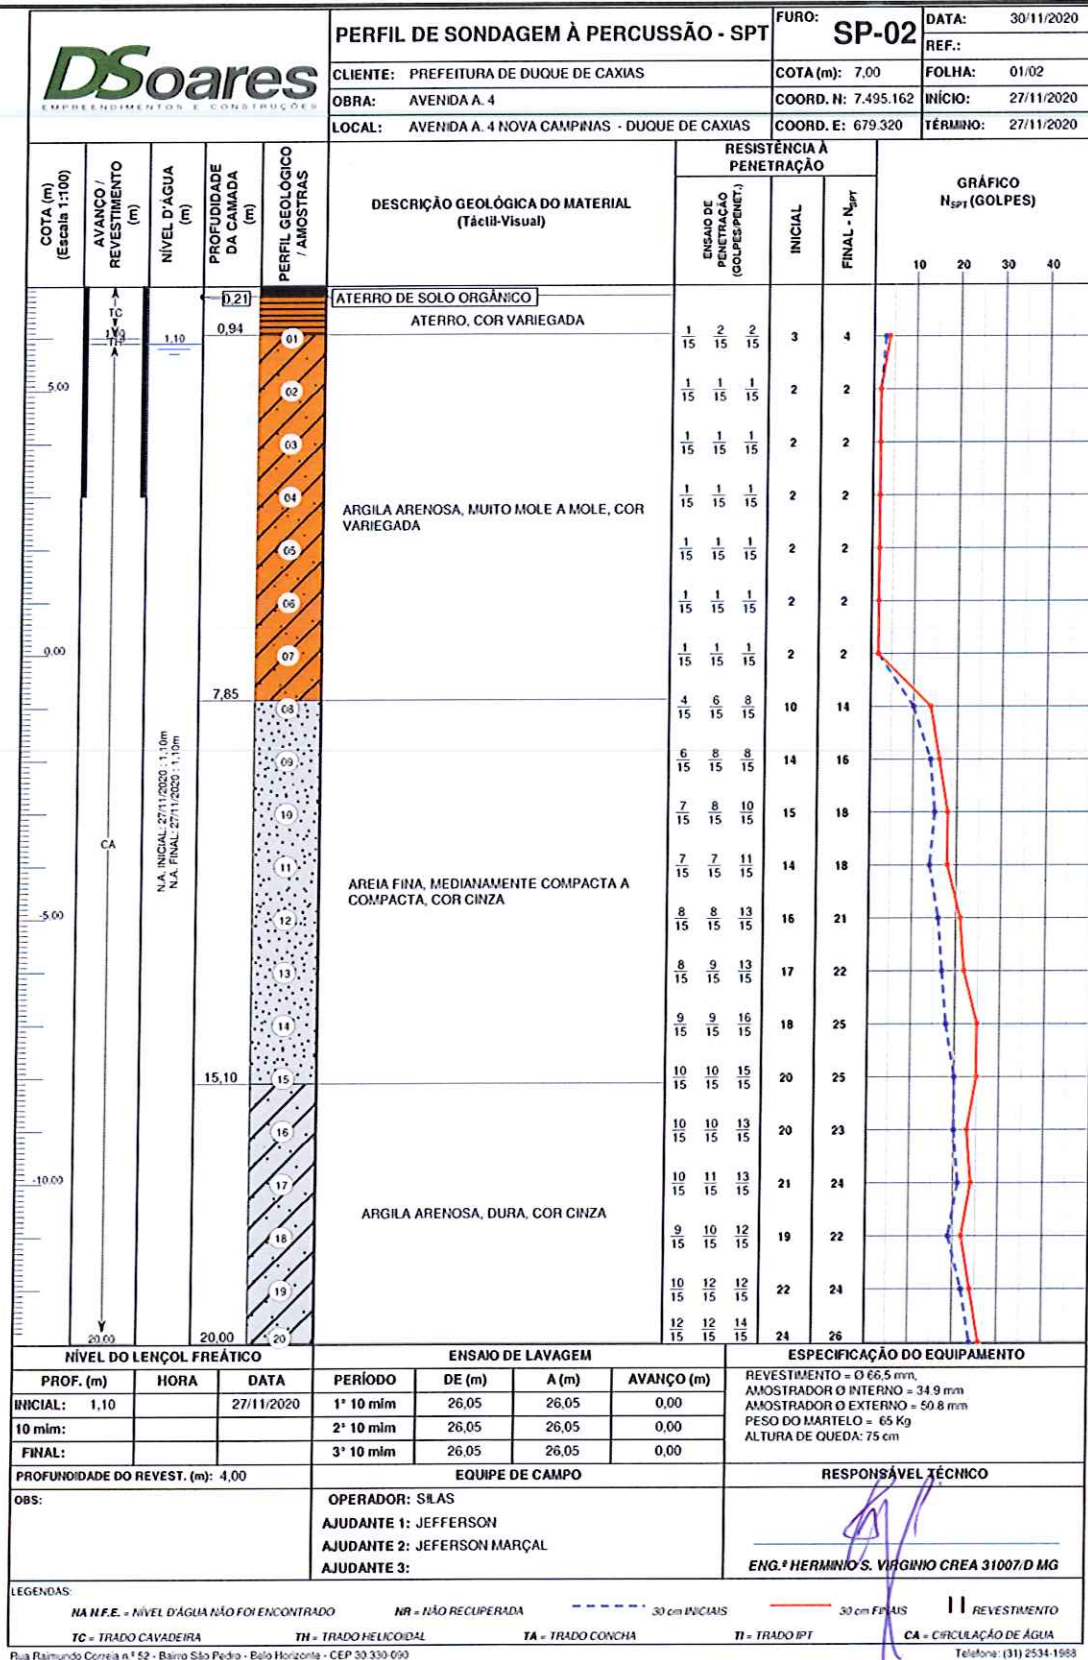 DSoares
EMPREENDIMENTOS E CONSTRUÇÕES
PERFIL DE SONDAGEM À PERCUSSÃO - SPT
FURO: SP-02
DATA: 30/11/2020
REF.:
CLIENTE: PREFEITURA DE DUQUE DE CAXIAS
COTA (m): 7,00
FOLHA: 01/02
OBRA: AVENIDA A. 4
COORD. N: 7.495.162
INÍCIO: 27/11/2020
LOCAL: AVENIDA A. 4 NOVA CAMPINAS - DUQUE DE CAXIAS
COORD. E: 679.320
TÉRMINO: 27/11/2020
COTA (m) (Escala 1:100)
AVANÇO / REVESTIMENTO (m)
NÍVEL D'ÁGUA (m)
PROFUDIDADE DA CAMADA (m)
PERFIL GEOLÓGICO / AMOSTRAS
DESCRIÇÃO GEOLÓGICA DO MATERIAL
(Táctil-Visual)
RESISTÊNCIA À
PENETRAÇÃO
ENSAIO DE PENETRAÇÃO (GOLPES/PENET.)
INICIAL
FINAL - NSPT
GRÁFICO
NSPT (GOLPES)
10 20 30 40
0,21 ATERRO DE SOLO ORGÂNICO
TC
ATERRO, COR VARIEGADA
0,94
TH
1,10
01 1/15 2/15 2/15 3 4
5.00 02 1/15 1/15 1/15 2 2
03 1/15 1/15 1/15 2 2
04 1/15 1/15 1/15 2 2
ARGILA ARENOSA, MUITO MOLE A MOLE, COR
VARIEGADA
05 1/15 1/15 1/15 2 2
06 1/15 1/15 1/15 2 2
0.00 07 1/15 1/15 1/15 2 2
7,85
08 4/15 6/15 8/15 10 14
09 6/15 8/15 8/15 14 16
N.A. INICIAL: 27/11/2020 : 1,10m
N.A. FINAL: 27/11/2020 : 1,10m
10 7/15 8/15 10/15 15 18
CA
11 7/15 7/15 11/15 14 18
AREIA FINA, MEDIANAMENTE COMPACTA A
COMPACTA, COR CINZA
-5.00 12 8/15 8/15 13/15 16 21
13 8/15 9/15 13/15 17 22
14 9/15 9/15 16/15 18 25
15,10 15 10/15 10/15 15/15 20 25
16 10/15 10/15 13/15 20 23
-10.00 17 10/15 11/15 13/15 21 24
ARGILA ARENOSA, DURA, COR CINZA
18 9/15 10/15 12/15 19 22
19 10/15 12/15 12/15 22 24
20.00 20,00 20 12/15 12/15 14/15 24 26
NÍVEL DO LENÇOL FREÁTICO
PROF. (m) HORA DATA
INICIAL: 1,10 27/11/2020
10 mim:
FINAL:
PROFUNDIDADE DO REVEST. (m): 4,00
ENSAIO DE LAVAGEM
PERÍODO DE (m) A (m) AVANÇO (m)
1º 10 mim 26,05 26,05 0,00
2º 10 mim 26,05 26,05 0,00
3º 10 mim 26,05 26,05 0,00
ESPECIFICAÇÃO DO EQUIPAMENTO
REVESTIMENTO = Ø 66,5 mm,
AMOSTRADOR Ø INTERNO = 34.9 mm
AMOSTRADOR Ø EXTERNO = 50.8 mm
PESO DO MARTELO = 65 Kg
ALTURA DE QUEDA: 75 cm
OBS:
EQUIPE DE CAMPO
OPERADOR: SILAS
AJUDANTE 1: JEFFERSON
AJUDANTE 2: JEFERSON MARÇAL
AJUDANTE 3:
RESPONSÁVEL TÉCNICO
ENG.º HERMINIO S. VIRGINIO CREA 31007/D MG
LEGENDAS:
NA N.F.E. = NÍVEL D'ÁGUA NÃO FOI ENCONTRADO NR = NÃO RECUPERADA 30 cm INICIAIS 30 cm FINAIS REVESTIMENTO
TC = TRADO CAVADEIRA TH = TRADO HELICOIDAL TA = TRADO CONCHA TI = TRADO IPT CA = CIRCULAÇÃO DE ÁGUA
Rua Raimundo Correia n.º 52 - Bairro São Pedro - Belo Horizonte - CEP 30.330-090
Telefone: (31) 2534-1988